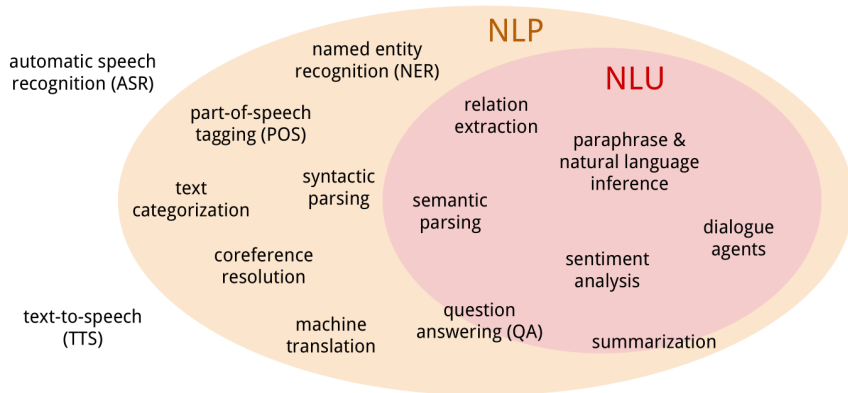 NLP
NLU
automatic speech
recognition (ASR)
named entity
recognition (NER)
relation
extraction
part-of-speech
tagging (POS)
paraphrase &
natural language
inference
syntactic
parsing
text
categorization
semantic
parsing
dialogue
agents
coreference
resolution
sentiment
analysis
text-to-speech
(TTS)
machine
translation
question
answering (QA)
summarization